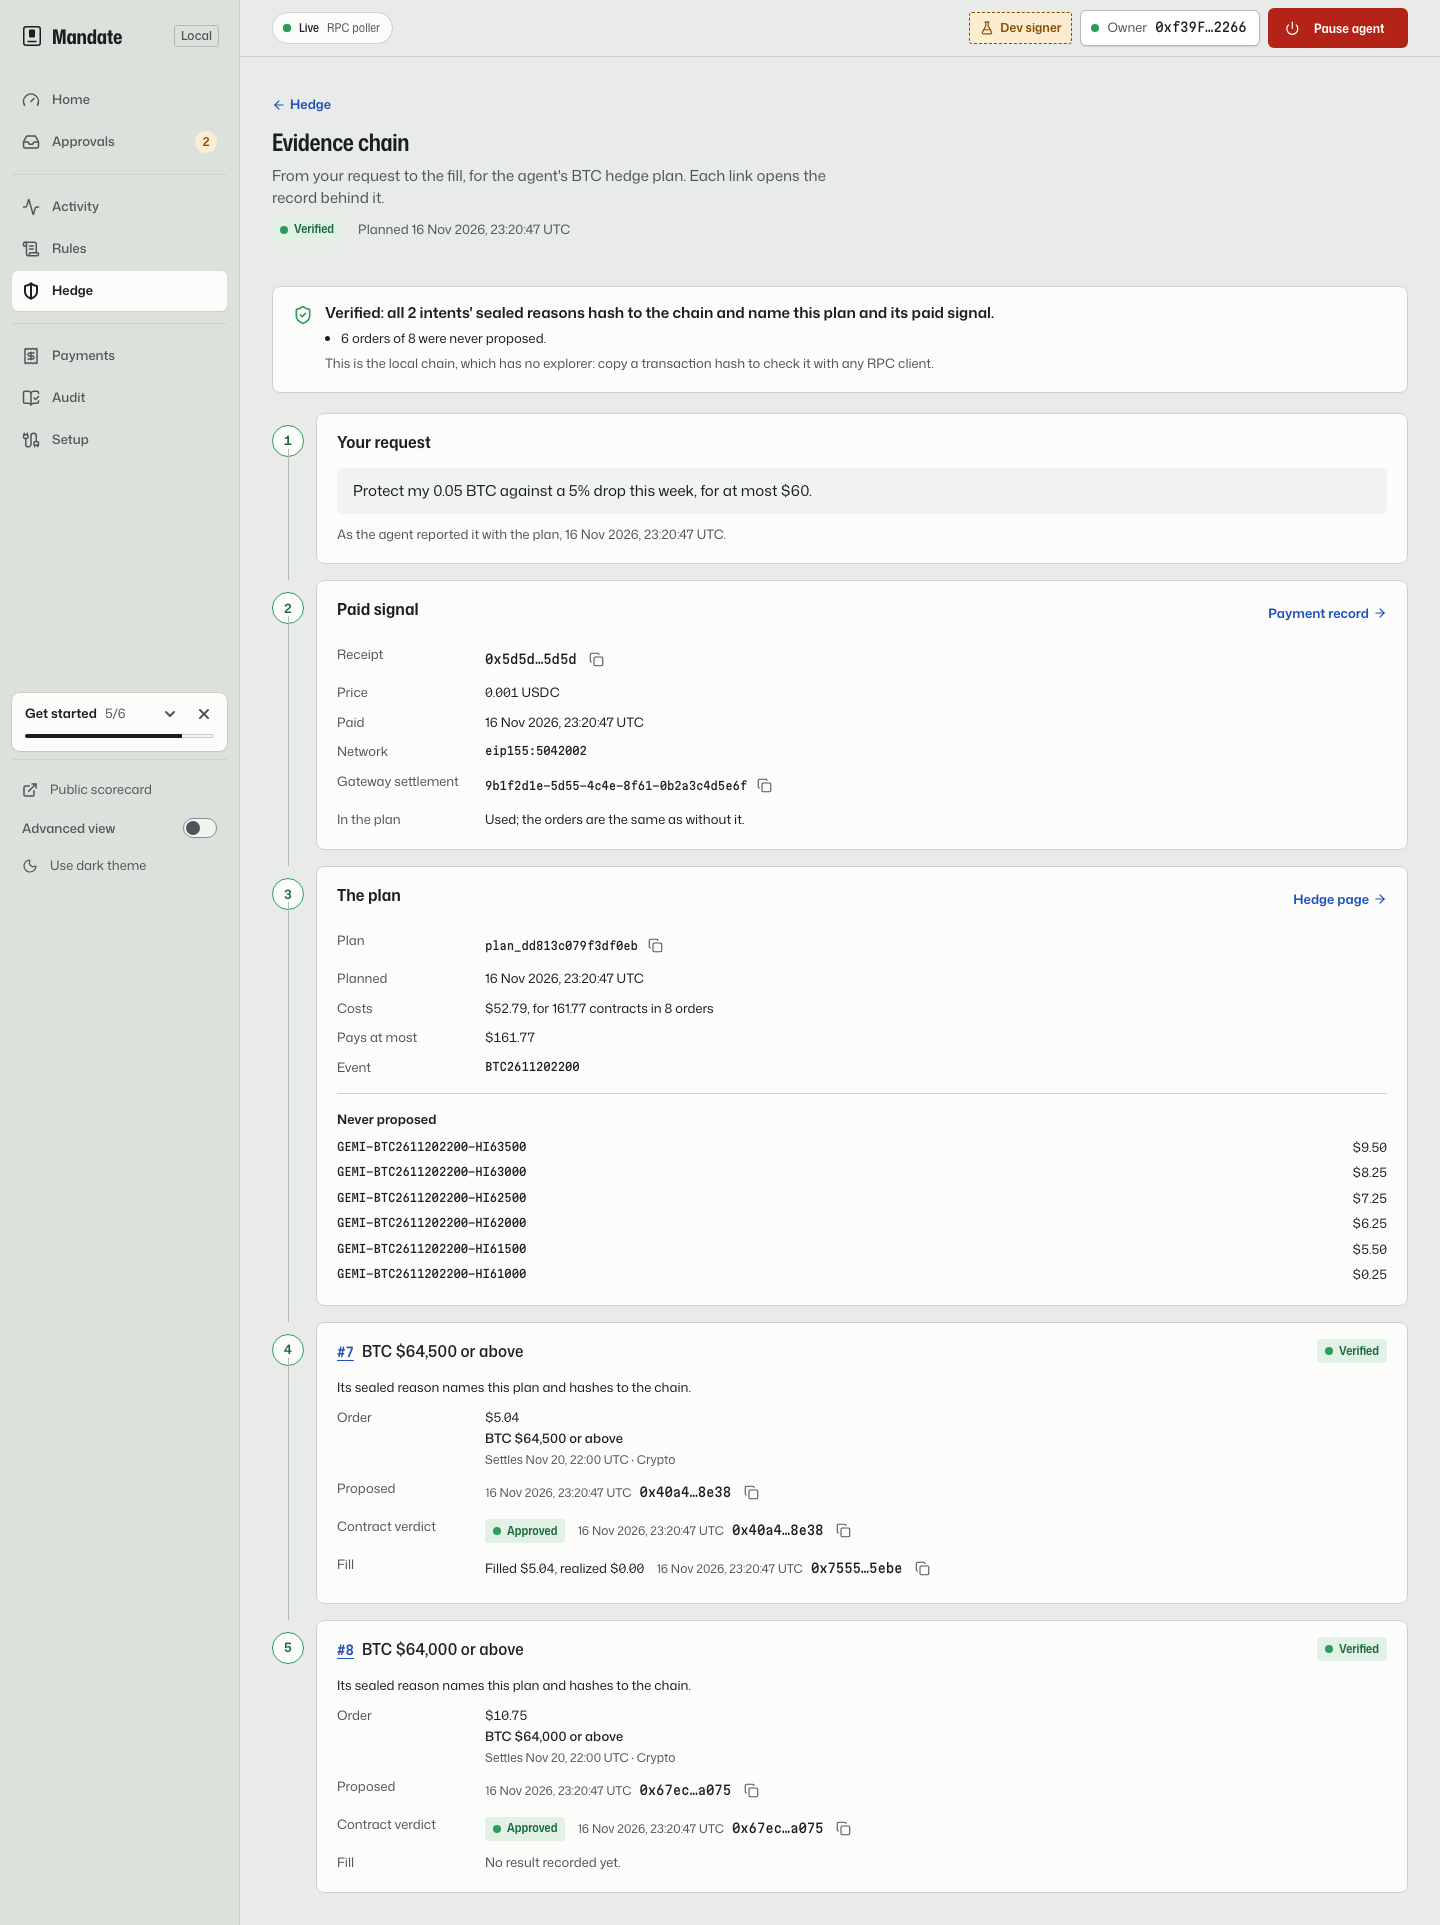 Mandate
Local
Home
Approvals 2
Activity
Rules
Hedge
Payments
Audit
Setup
Get started 5/6
Public scorecard
Advanced view
Use dark theme
Live RPC poller
Dev signer
Owner 0xf39F…2266
Pause agent
← Hedge
Evidence chain
From your request to the fill, for the agent's BTC hedge plan. Each link opens the
record behind it.
Verified Planned 16 Nov 2026, 23:20:47 UTC
Verified: all 2 intents' sealed reasons hash to the chain and name this plan and its paid signal.
• 6 orders of 8 were never proposed.
This is the local chain, which has no explorer: copy a transaction hash to check it with any RPC client.
1 Your request
Protect my 0.05 BTC against a 5% drop this week, for at most $60.
As the agent reported it with the plan, 16 Nov 2026, 23:20:47 UTC.
2 Paid signal Payment record →
Receipt 0x5d5d…5d5d
Price 0.001 USDC
Paid 16 Nov 2026, 23:20:47 UTC
Network eip155:5042002
Gateway settlement 9b1f2d1e-5d55-4c4e-8f61-0b2a3c4d5e6f
In the plan Used; the orders are the same as without it.
3 The plan Hedge page →
Plan plan_dd813c079f3df0eb
Planned 16 Nov 2026, 23:20:47 UTC
Costs $52.79, for 161.77 contracts in 8 orders
Pays at most $161.77
Event BTC2611202200
Never proposed
GEMI-BTC2611202200-HI63500 $9.50
GEMI-BTC2611202200-HI63000 $8.25
GEMI-BTC2611202200-HI62500 $7.25
GEMI-BTC2611202200-HI62000 $6.25
GEMI-BTC2611202200-HI61500 $5.50
GEMI-BTC2611202200-HI61000 $0.25
4 #7 BTC $64,500 or above Verified
Its sealed reason names this plan and hashes to the chain.
Order $5.04
BTC $64,500 or above
Settles Nov 20, 22:00 UTC · Crypto
Proposed 16 Nov 2026, 23:20:47 UTC 0x40a4…8e38
Contract verdict Approved 16 Nov 2026, 23:20:47 UTC 0x40a4…8e38
Fill Filled $5.04, realized $0.00 16 Nov 2026, 23:20:47 UTC 0x7555…5ebe
5 #8 BTC $64,000 or above Verified
Its sealed reason names this plan and hashes to the chain.
Order $10.75
BTC $64,000 or above
Settles Nov 20, 22:00 UTC · Crypto
Proposed 16 Nov 2026, 23:20:47 UTC 0x67ec…a075
Contract verdict Approved 16 Nov 2026, 23:20:47 UTC 0x67ec…a075
Fill No result recorded yet.